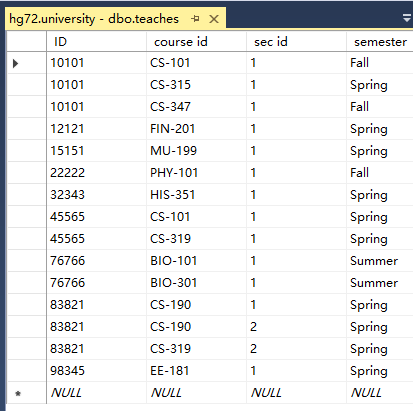 hg72.university - dbo.teaches
ID course id sec id semester
10101 CS-101 1 Fall
10101 CS-315 1 Spring
10101 CS-347 1 Fall
12121 FIN-201 1 Spring
15151 MU-199 1 Spring
22222 PHY-101 1 Fall
32343 HIS-351 1 Spring
45565 CS-101 1 Spring
45565 CS-319 1 Spring
76766 BIO-101 1 Summer
76766 BIO-301 1 Summer
83821 CS-190 1 Spring
83821 CS-190 2 Spring
83821 CS-319 2 Spring
98345 EE-181 1 Spring
NULL NULL NULL NULL